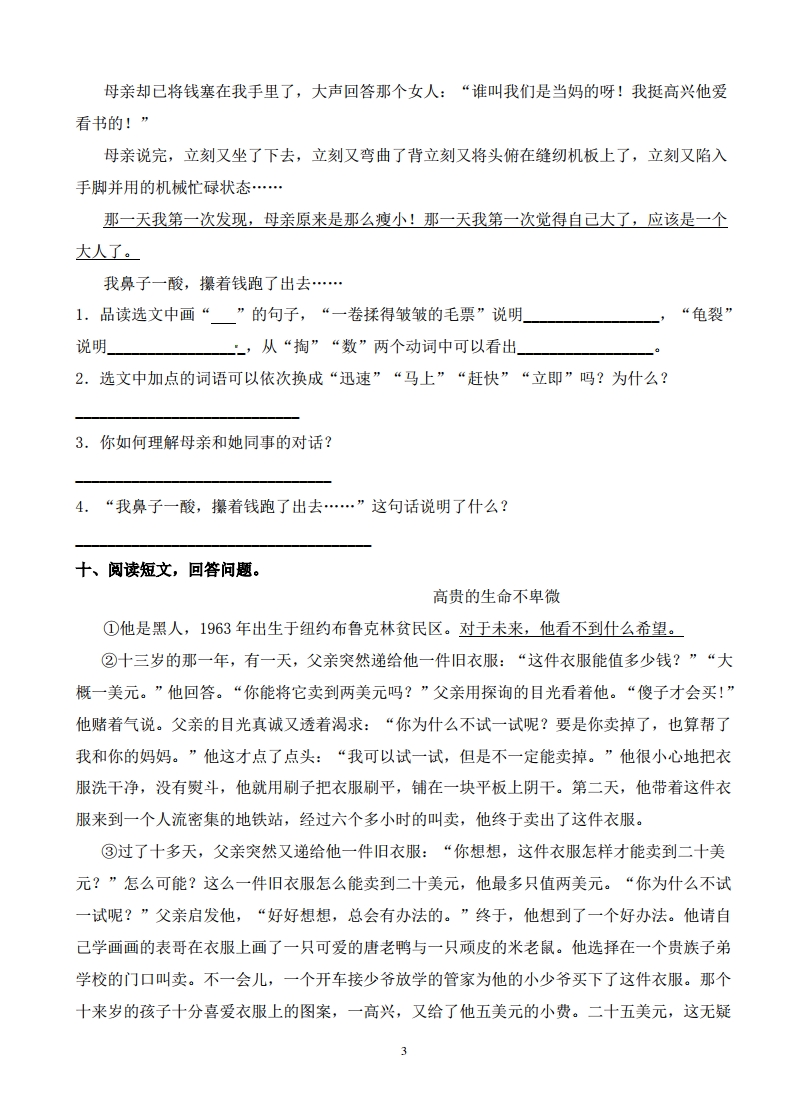 母亲却已将钱塞在我手里了，大声回答那个女人：“谁叫我们是当妈的呀！我挺高兴他爱
看书的！”
母亲说完，立刻又坐了下去，立刻又弯曲了背立刻又将头俯在缝纫机板上了，立刻又陷入
手脚并用的机械忙碌状态……
那一天我第一次发现，母亲原来是那么瘦小！那一天我第一次觉得自己大了，应该是一个
大人了。
我鼻子一酸，攥着钱跑了出去……
1．品读选文中画“___”的句子，“一卷揉得皱皱的毛票”说明_________________，“龟裂”
说明_________________，从“掏”“数”两个动词中可以看出_________________。
2．选文中加点的词语可以依次换成“迅速”“马上”“赶快”“立即”吗？为什么？
____________________________
3．你如何理解母亲和她同事的对话？
________________________________
4．“我鼻子一酸，攥着钱跑了出去……”这句话说明了什么？
_____________________________________
十、阅读短文，回答问题。
高贵的生命不卑微
①他是黑人，1963 年出生于纽约布鲁克林贫民区。对于未来，他看不到什么希望。
②十三岁的那一年，有一天，父亲突然递给他一件旧衣服：“这件衣服能值多少钱？”“大
概一美元。”他回答。“你能将它卖到两美元吗？”父亲用探询的目光看着他。“傻子才会买!”
他赌着气说。父亲的目光真诚又透着渴求：“你为什么不试一试呢？要是你卖掉了，也算帮了
我和你的妈妈。”他这才点了点头：“我可以试一试，但是不一定能卖掉。”他很小心地把衣
服洗干净，没有熨斗，他就用刷子把衣服刷平，铺在一块平板上阴干。第二天，他带着这件衣
服来到一个人流密集的地铁站，经过六个多小时的叫卖，他终于卖出了这件衣服。
③过了十多天，父亲突然又递给他一件旧衣服：“你想想，这件衣服怎样才能卖到二十美
元？”怎么可能？这么一件旧衣服怎么能卖到二十美元，他最多只值两美元。“你为什么不试
一试呢？”父亲启发他，“好好想想，总会有办法的。”终于，他想到了一个好办法。他请自
己学画画的表哥在衣服上画了一只可爱的唐老鸭与一只顽皮的米老鼠。他选择在一个贵族子弟
学校的门口叫卖。不一会儿，一个开车接少爷放学的管家为他的小少爷买下了这件衣服。那个
十来岁的孩子十分喜爱衣服上的图案，一高兴，又给了他五美元的小费。二十五美元，这无疑
3